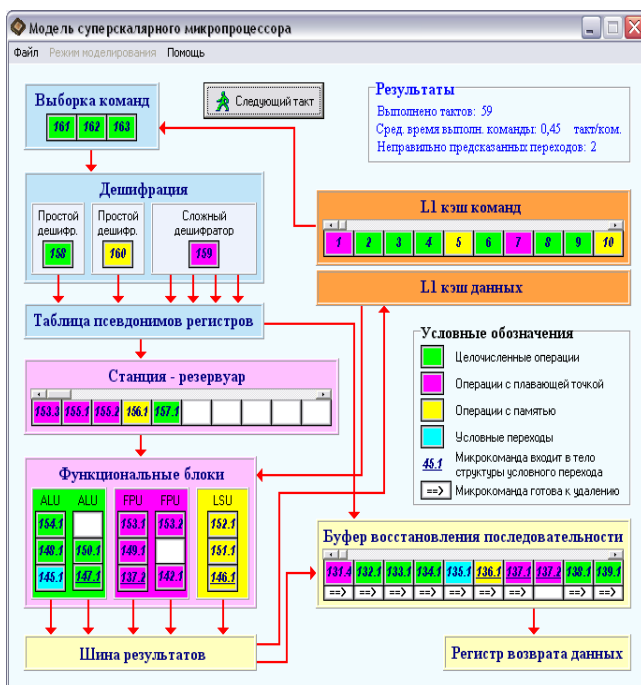 Модель суперскалярного микропроцессора
Файл Режим моделирования Помощь
Выборка команд
161 162 163
Следующий такт
Результаты
Выполнено тактов: 59
Сред. время выполн. команды: 0,45 такт/ком.
Неправильно предсказанных переходов: 2
Дешифрация
Простой дешифр.
158
Простой дешифр.
160
Сложный дешифратор
159
L1 кэш команд
1 2 3 4 5 6 7 8 9 10
L1 кэш данных
Таблица псевдонимов регистров
Условные обозначения
Целочисленные операции
Операции с плавающей точкой
Операции с памятью
Условные переходы
45.1 Микрокоманда входит в тело
структуры условного перехода
==> Микрокоманда готова к удалению
Станция - резервуар
153.3 155.1 155.2 156.1 157.1
Функциональные блоки
ALU ALU FPU FPU LSU
154.1 153.1 153.2 152.1
148.1 150.1 149.1 151.1
145.1 147.1 137.2 142.1 146.1
Буфер восстановления последовательности
131.4 132.1 133.1 134.1 135.1 136.1 137.1 137.2 138.1 139.1
==> ==> ==> ==> ==> ==> ==> ==> ==>
Шина результатов
Регистр возврата данных